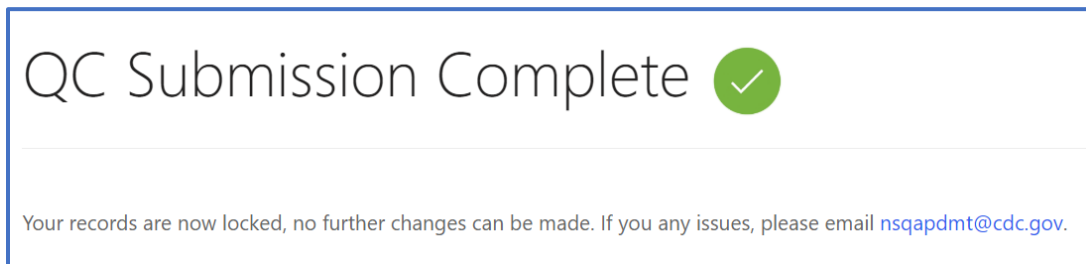 QC Submission Complete
Your records are now locked, no further changes can be made. If you any issues, please email nsqapdmt@cdc.gov.